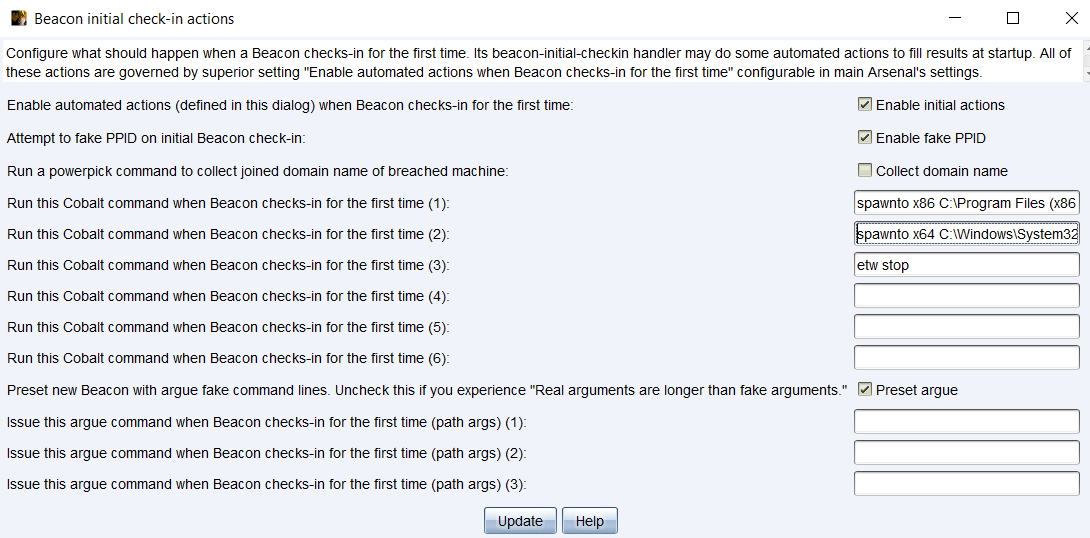 Beacon initial check-in actions
Configure what should happen when a Beacon checks-in for the first time. Its beacon-initial-checkin handler may do some automated actions to fill results at startup. All of
these actions are governed by superior setting "Enable automated actions when Beacon checks-in for the first time" configurable in main Arsenal's settings.
Enable automated actions (defined in this dialog) when Beacon checks-in for the first time: Enable initial actions
Attempt to fake PPID on initial Beacon check-in: Enable fake PPID
Run a powerpick command to collect joined domain name of breached machine: Collect domain name
Run this Cobalt command when Beacon checks-in for the first time (1): spawnto x86 C:\Program Files (x86
Run this Cobalt command when Beacon checks-in for the first time (2): spawnto x64 C:\Windows\System32
Run this Cobalt command when Beacon checks-in for the first time (3): etw stop
Run this Cobalt command when Beacon checks-in for the first time (4):
Run this Cobalt command when Beacon checks-in for the first time (5):
Run this Cobalt command when Beacon checks-in for the first time (6):
Preset new Beacon with argue fake command lines. Uncheck this if you experience "Real arguments are longer than fake arguments." Preset argue
Issue this argue command when Beacon checks-in for the first time (path args) (1):
Issue this argue command when Beacon checks-in for the first time (path args) (2):
Issue this argue command when Beacon checks-in for the first time (path args) (3):
Update Help